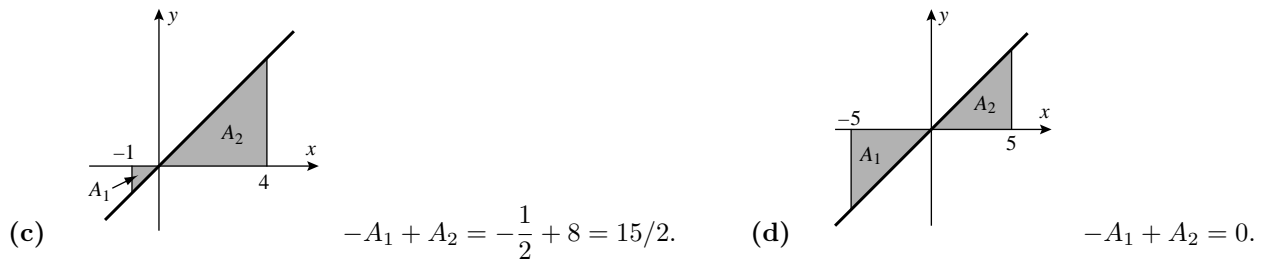 y
x
−1
A₁
A₂
4
(c) −A₁ + A₂ = −1/2 + 8 = 15/2.
y
x
−5
A₁
A₂
5
(d) −A₁ + A₂ = 0.